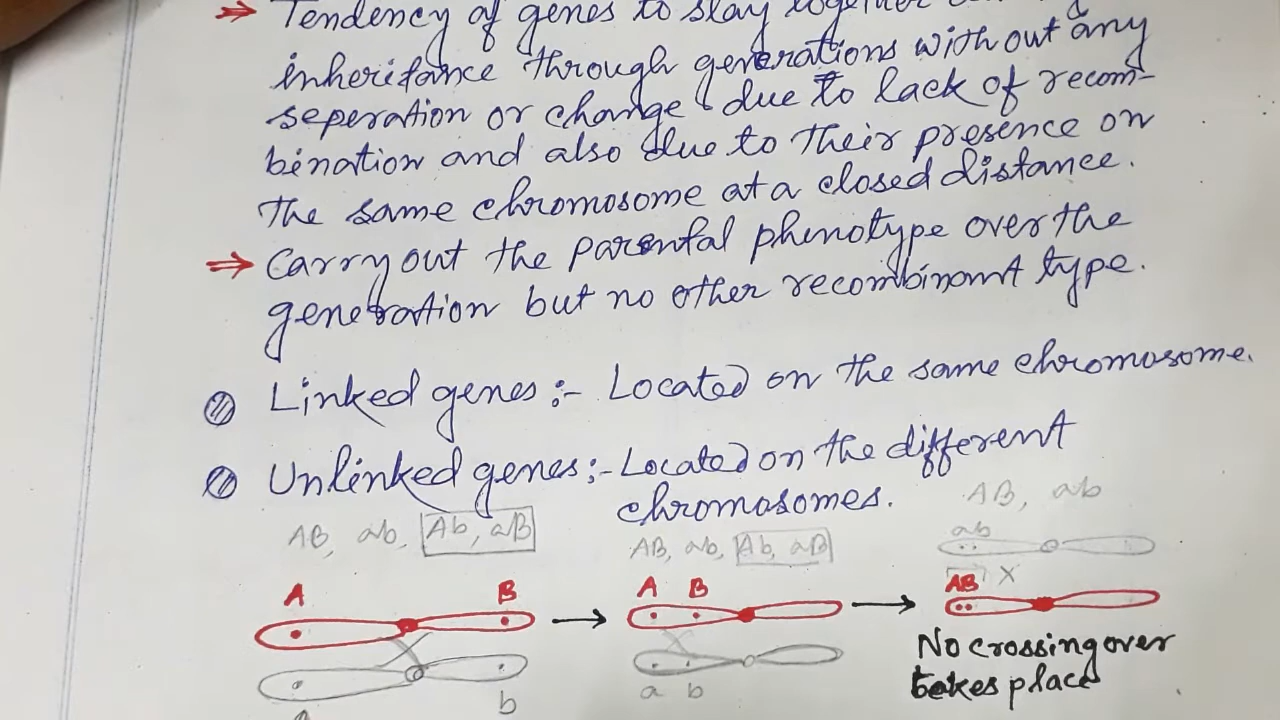 Tendency of genes to stay together
inheritance through generations without any
seperation or change due to lack of recom-
bination and also due to their presence on
the same chromosome at a closed distance.
Carry out the parental phenotype over the
generation but no other recombinant type.
Linked genes :- Located on the same chromosome.
Unlinked genes :- Located on the different
chromosomes.
AB, ab, Ab, aB
AB, ab, Ab, aB
AB, ab
A B
a b
A B
a b
ab
AB X
No crossing over
takes place